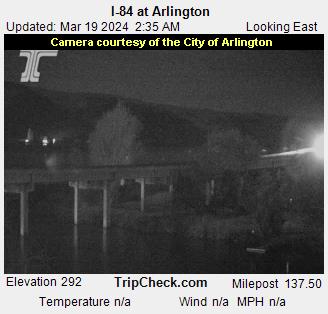 I-84 at Arlington
Updated: Mar 19 2024 2:35 AM Looking East
Camera courtesy of the City of Arlington
Elevation 292 TripCheck.com Milepost 137.50
Temperature n/a Wind n/a MPH n/a